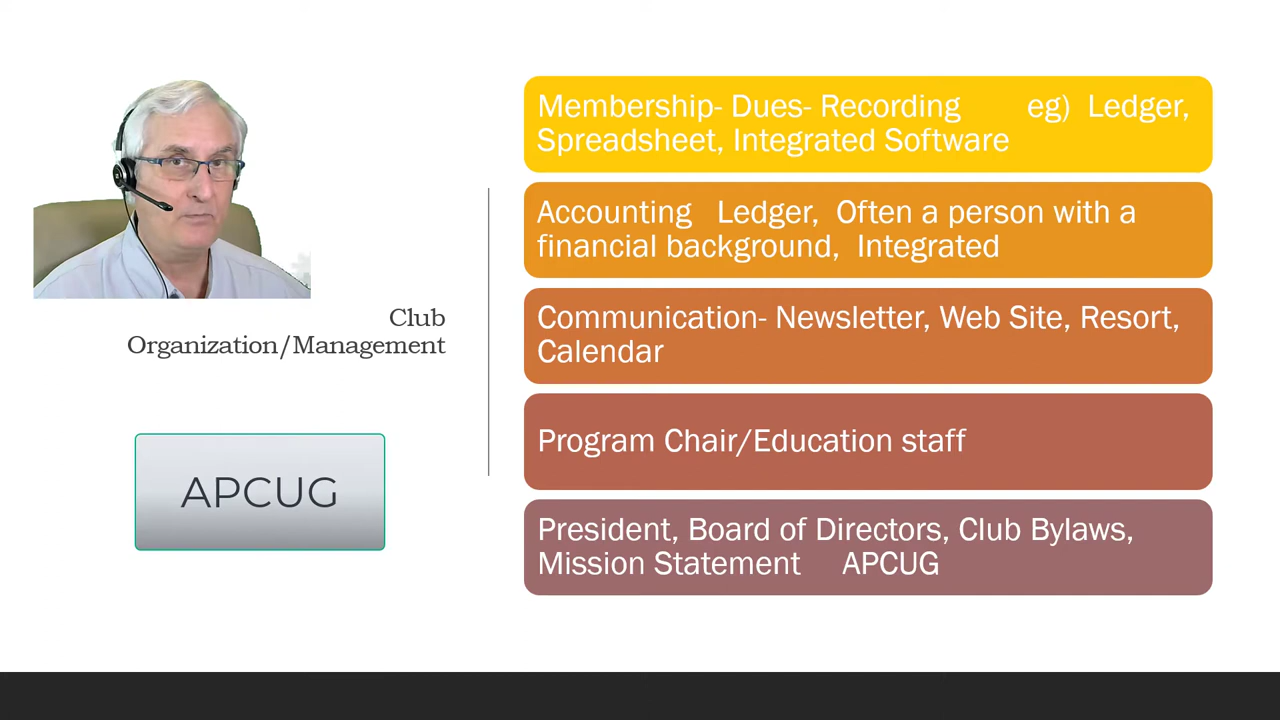 Club
Organization/Management
APCUG
Membership- Dues- Recording eg) Ledger,
Spreadsheet, Integrated Software
Accounting Ledger, Often a person with a
financial background, Integrated
Communication- Newsletter, Web Site, Resort,
Calendar
Program Chair/Education staff
President, Board of Directors, Club Bylaws,
Mission Statement APCUG